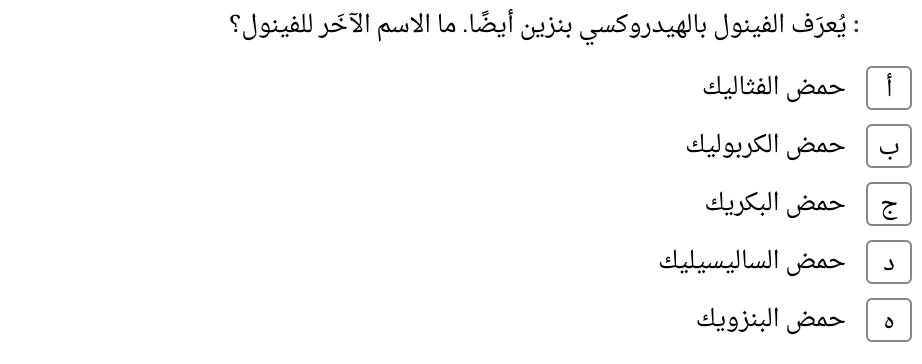 : يُعرَف الفينول بالهيدروكسي بنزين أيضًا. ما الاسم الآخَر للفينول؟
أ حمض الفثاليك
ب حمض الكربوليك
ج حمض البكريك
د حمض الساليسيليك
ه حمض البنزويك